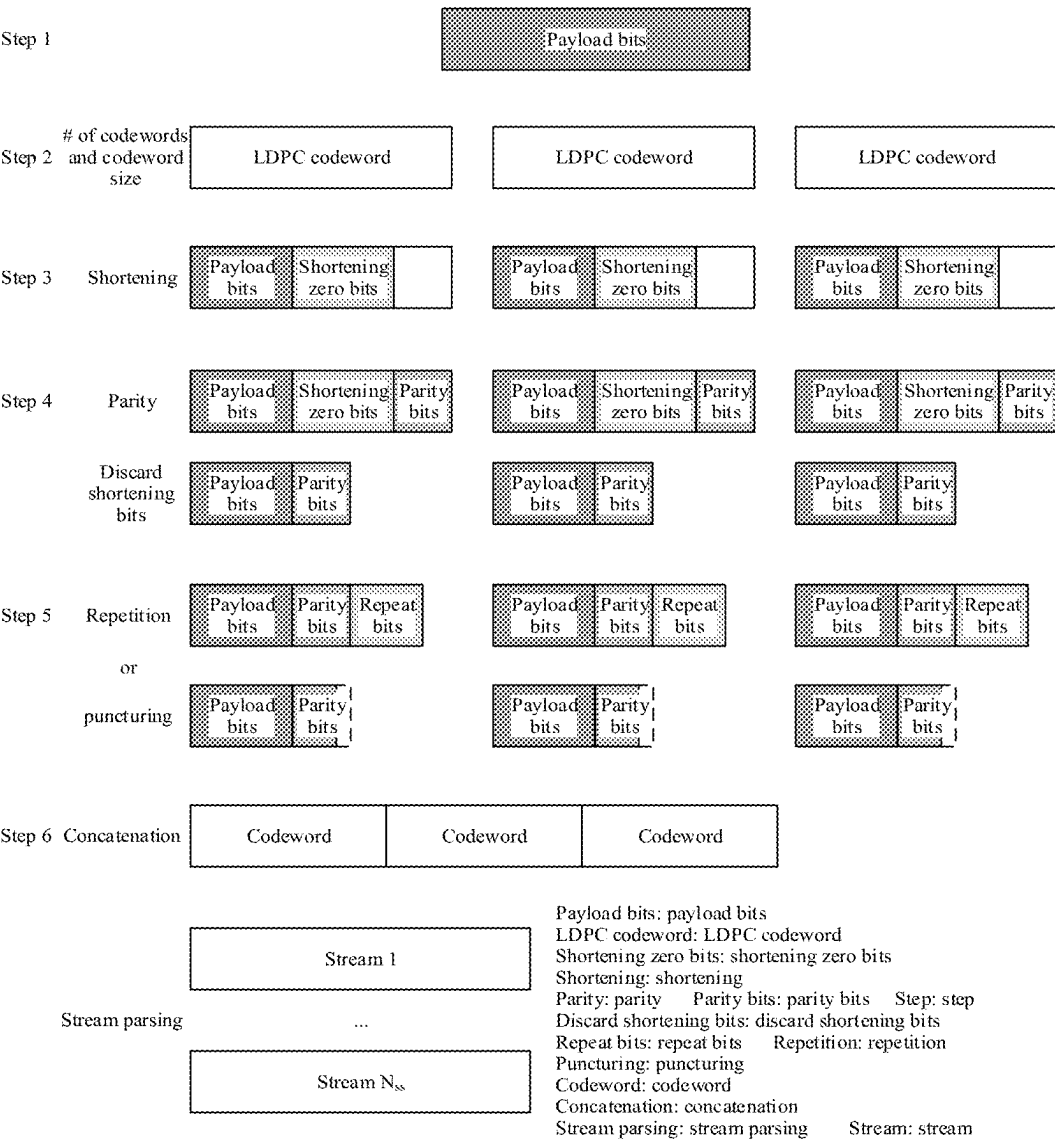 Step 1
Payload bits
Step 2
# of codewords
and codeword
size
LDPC codeword
LDPC codeword
LDPC codeword
Step 3
Shortening
Payload
bits
Shortening
zero bits
Payload
bits
Shortening
zero bits
Payload
bits
Shortening
zero bits
Step 4
Parity
Payload
bits
Shortening
zero bits
Parity
bits
Payload
bits
Shortening
zero bits
Parity
bits
Payload
bits
Shortening
zero bits
Parity
bits
Discard
shortening
bits
Payload
bits
Parity
bits
Payload
bits
Parity
bits
Payload
bits
Parity
bits
Step 5
Repetition
Payload
bits
Parity
bits
Repeat
bits
Payload
bits
Parity
bits
Repeat
bits
Payload
bits
Parity
bits
Repeat
bits
or
puncturing
Payload
bits
Parity
bits
Payload
bits
Parity
bits
Payload
bits
Parity
bits
Step 6
Concatenation
Codeword
Codeword
Codeword
Stream parsing
Stream 1
...
Stream Nss
Payload bits: payload bits
LDPC codeword: LDPC codeword
Shortening zero bits: shortening zero bits
Shortening: shortening
Parity: parity Parity bits: parity bits Step: step
Discard shortening bits: discard shortening bits
Repeat bits: repeat bits Repetition: repetition
Puncturing: puncturing
Codeword: codeword
Concatenation: concatenation
Stream parsing: stream parsing Stream: stream